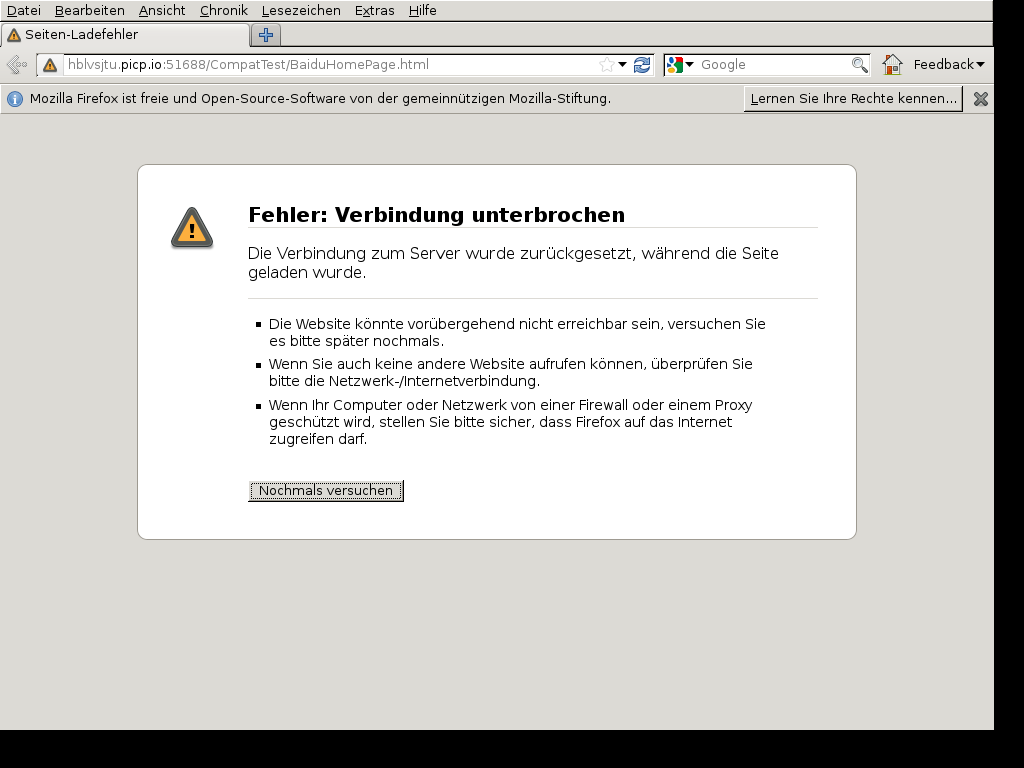 Datei Bearbeiten Ansicht Chronik Lesezeichen Extras Hilfe
Seiten-Ladefehler
hblvsjtu.picp.io:51688/CompatTest/BaiduHomePage.html
Google
Feedback
Mozilla Firefox ist freie und Open-Source-Software von der gemeinnützigen Mozilla-Stiftung.
Lernen Sie Ihre Rechte kennen...
Fehler: Verbindung unterbrochen
Die Verbindung zum Server wurde zurückgesetzt, während die Seite
geladen wurde.
Die Website könnte vorübergehend nicht erreichbar sein, versuchen Sie
es bitte später nochmals.
Wenn Sie auch keine andere Website aufrufen können, überprüfen Sie
bitte die Netzwerk-/Internetverbindung.
Wenn Ihr Computer oder Netzwerk von einer Firewall oder einem Proxy
geschützt wird, stellen Sie bitte sicher, dass Firefox auf das Internet
zugreifen darf.
Nochmals versuchen